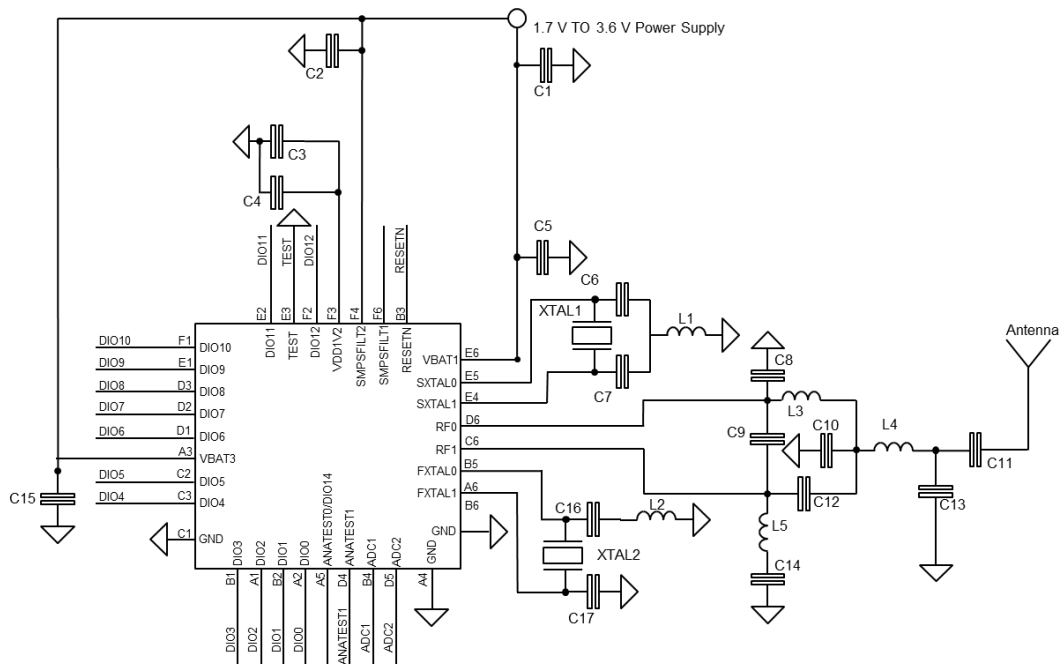 1.7 V TO 3.6 V Power Supply
C2
C1
C3
C4
C5
C6
DIO11
TEST
DIO12
RESETN
E2
E3
F2
F3
F4
F6
B3
DIO11
TEST
DIO12
VDD1V2
SMPSFILT2
SMPSFILT1
RESETN
XTAL1
L1
C7
Antenna
DIO10 F1 DIO10
DIO9 E1 DIO9
DIO8 D3 DIO8
DIO7 D2 DIO7
DIO6 D1 DIO6
A3 VBAT3
DIO5 C2 DIO5
DIO4 C3 DIO4
C1 GND
C15
VBAT1 E6
SXTAL0 E5
SXTAL1 E4
RF0 D6
RF1 C6
FXTAL0 B5
FXTAL1 A6
B6
GND
C8
L3
C9
C10
L4
C11
C12
C13
C16
L2
L5
XTAL2
C14
C17
DIO3
DIO2
DIO1
DIO0
ANATEST0/DIO14
ANATEST1
ADC1
ADC2
GND
B1
A1
B2
A2
A5
D4
B4
D5
A4
DIO3
DIO2
DIO1
DIO0
ANATEST1
ADC1
ADC2